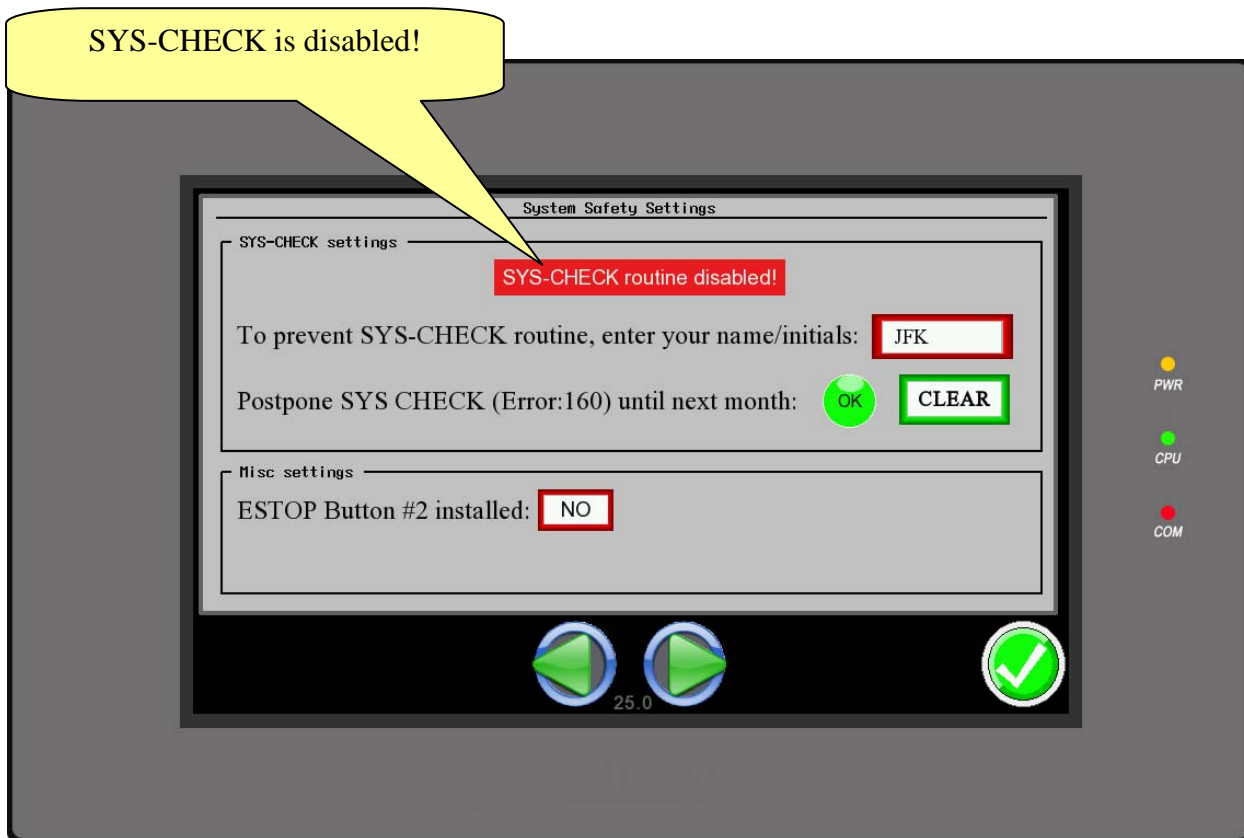 SYS-CHECK is disabled!
System Safety Settings
SYS-CHECK settings
SYS-CHECK routine disabled!
To prevent SYS-CHECK routine, enter your name/initials: JFK
Postpone SYS CHECK (Error:160) until next month: OK CLEAR
Misc settings
ESTOP Button #2 installed: NO
25.0
PWR
CPU
COM